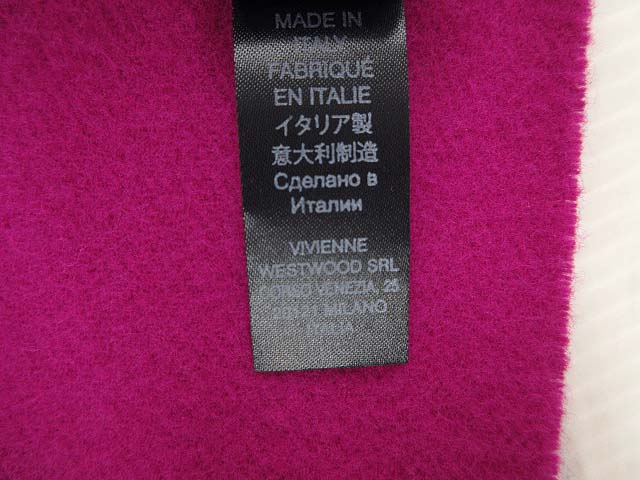 MADE IN
ITALY
FABRIQUÉ
EN ITALIE
イタリア製
意大利制造
Сделано в
Италии
VIVIENNE
WESTWOOD SRL
CORSO VENEZIA, 25
20121 MILANO
ITALIA